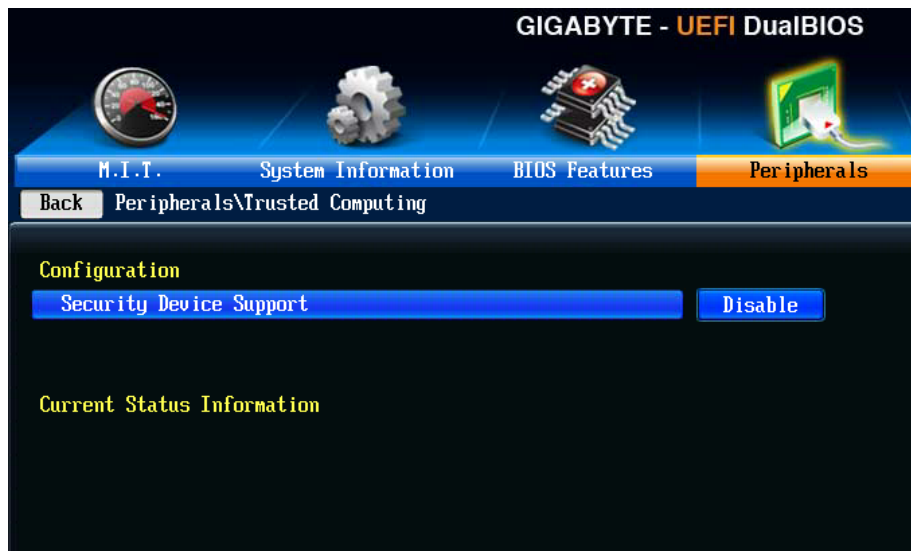 GIGABYTE - UEFI DualBIOS
M.I.T. System Information BIOS Features Peripherals
Back Peripherals\Trusted Computing
Configuration
Security Device Support Disable
Current Status Information